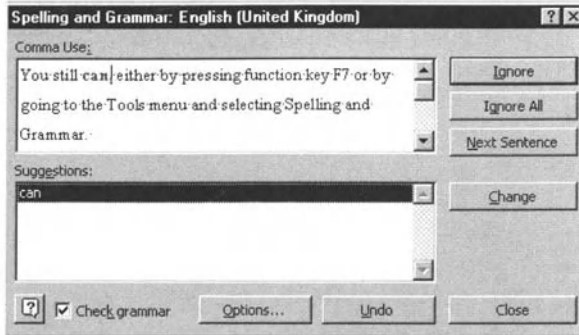 Spelling and Grammar: English (United Kingdom)
Comma Use:
You still can either by pressing function key F7 or by
going to the Tools menu and selecting Spelling and
Grammar.
Ignore
Ignore All
Next Sentence
Suggestions:
can
Change
Check grammar
Options...
Undo
Close